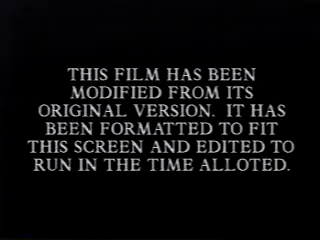 THIS FILM HAS BEEN
MODIFIED FROM ITS
ORIGINAL VERSION.  IT HAS
BEEN FORMATTED TO FIT
THIS SCREEN AND EDITED TO
RUN IN THE TIME ALLOTED.